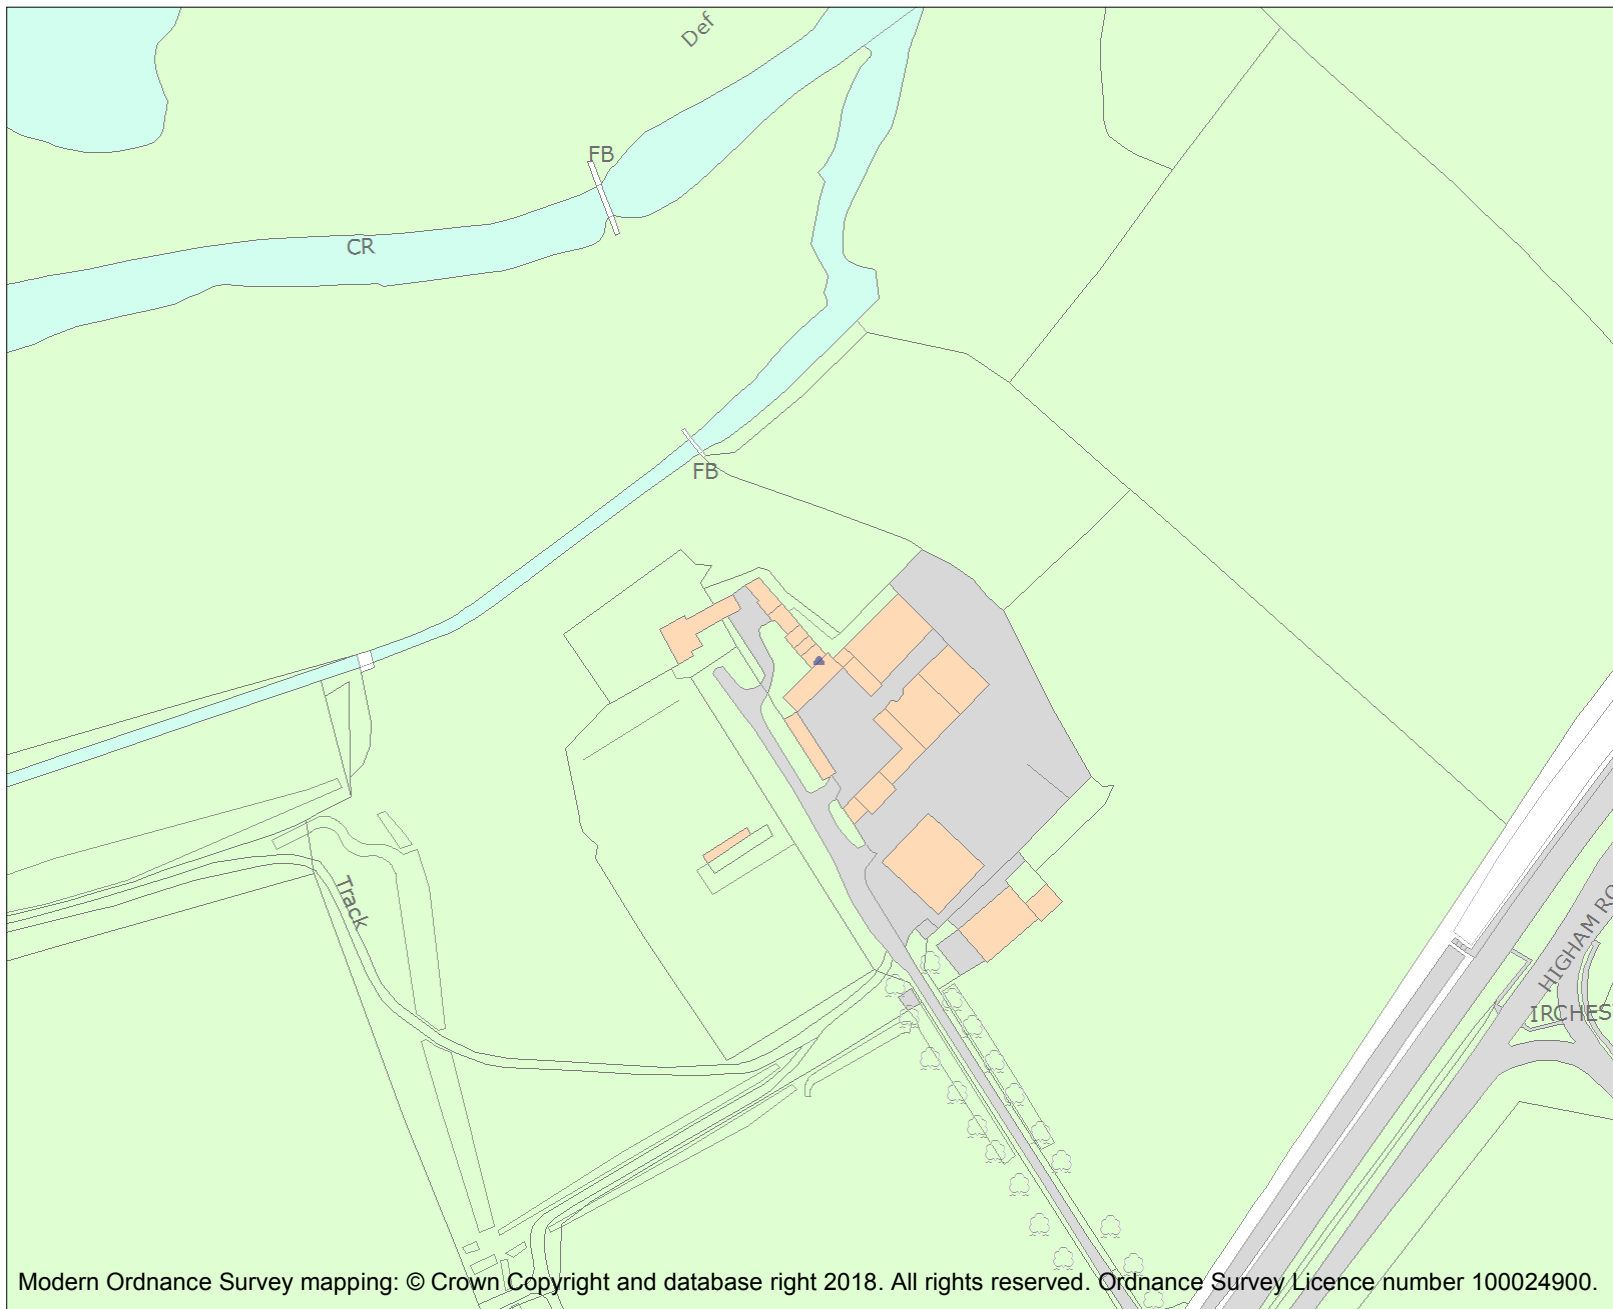 Def
FB
CR
FB
Track
HIGHAM RO
IRCHES
Modern Ordnance Survey mapping: © Crown Copyright and database right 2018. All rights reserved. Ordnance Survey Licence number 100024900.